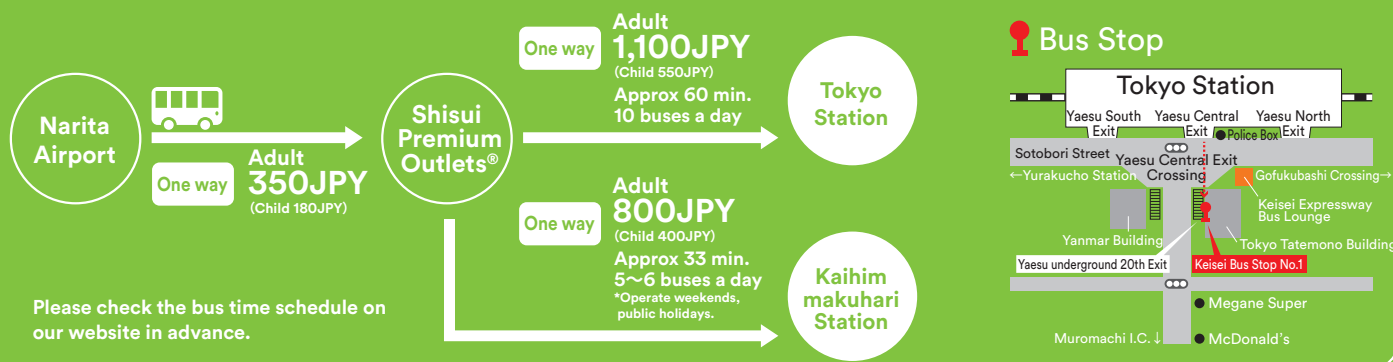 Narita
Airport
Adult
One way
350JPY
(Child 180JPY)
Shisui
Premium
Outlets®
Adult
One way
1,100JPY
(Child 550JPY)
Approx 60 min.
10 buses a day
Tokyo
Station
Adult
One way
800JPY
(Child 400JPY)
Approx 33 min.
5〜6 buses a day
*Operate weekends,
public holidays.
Kaihim
makuhari
Station
Please check the bus time schedule on
our website in advance.
Bus Stop
Tokyo Station
Yaesu South
Exit
Yaesu Central
Exit
Yaesu North
Exit
Police Box
Sotobori Street
Yaesu Central Exit
Crossing
←Yurakucho Station
Gofukubashi Crossing→
Keisei Expressway
Bus Lounge
Yanmar Building
Tokyo Tatemono Building
Yaesu underground 20th Exit
Keisei Bus Stop No.1
Megane Super
Muromachi I.C.↓
McDonald's